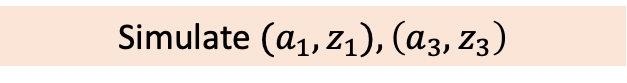 Simulate (a₁, z₁), (a₃, z₃)